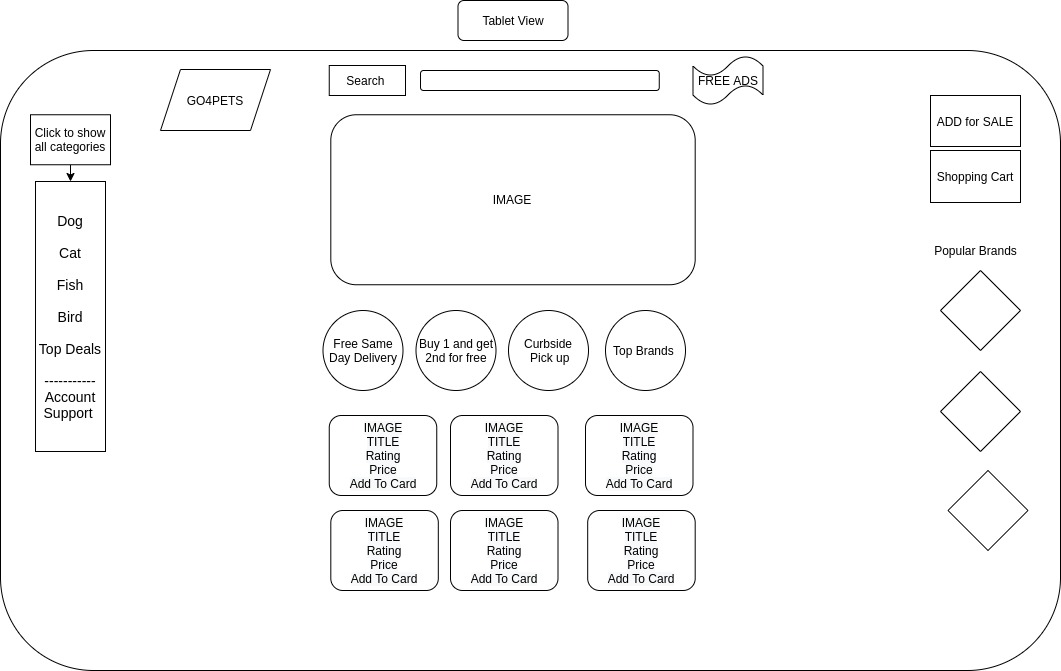 Tablet View
GO4PETS
Search
FREE ADS
Click to show
all categories
Dog
Cat
Fish
Bird
Top Deals
-----------
Account
Support
IMAGE
ADD for SALE
Shopping Cart
Popular Brands
Free Same
Day Delivery
Buy 1 and get
2nd for free
Curbside
Pick up
Top Brands
IMAGE
TITLE
Rating
Price
Add To Card
IMAGE
TITLE
Rating
Price
Add To Card
IMAGE
TITLE
Rating
Price
Add To Card
IMAGE
TITLE
Rating
Price
Add To Card
IMAGE
TITLE
Rating
Price
Add To Card
IMAGE
TITLE
Rating
Price
Add To Card